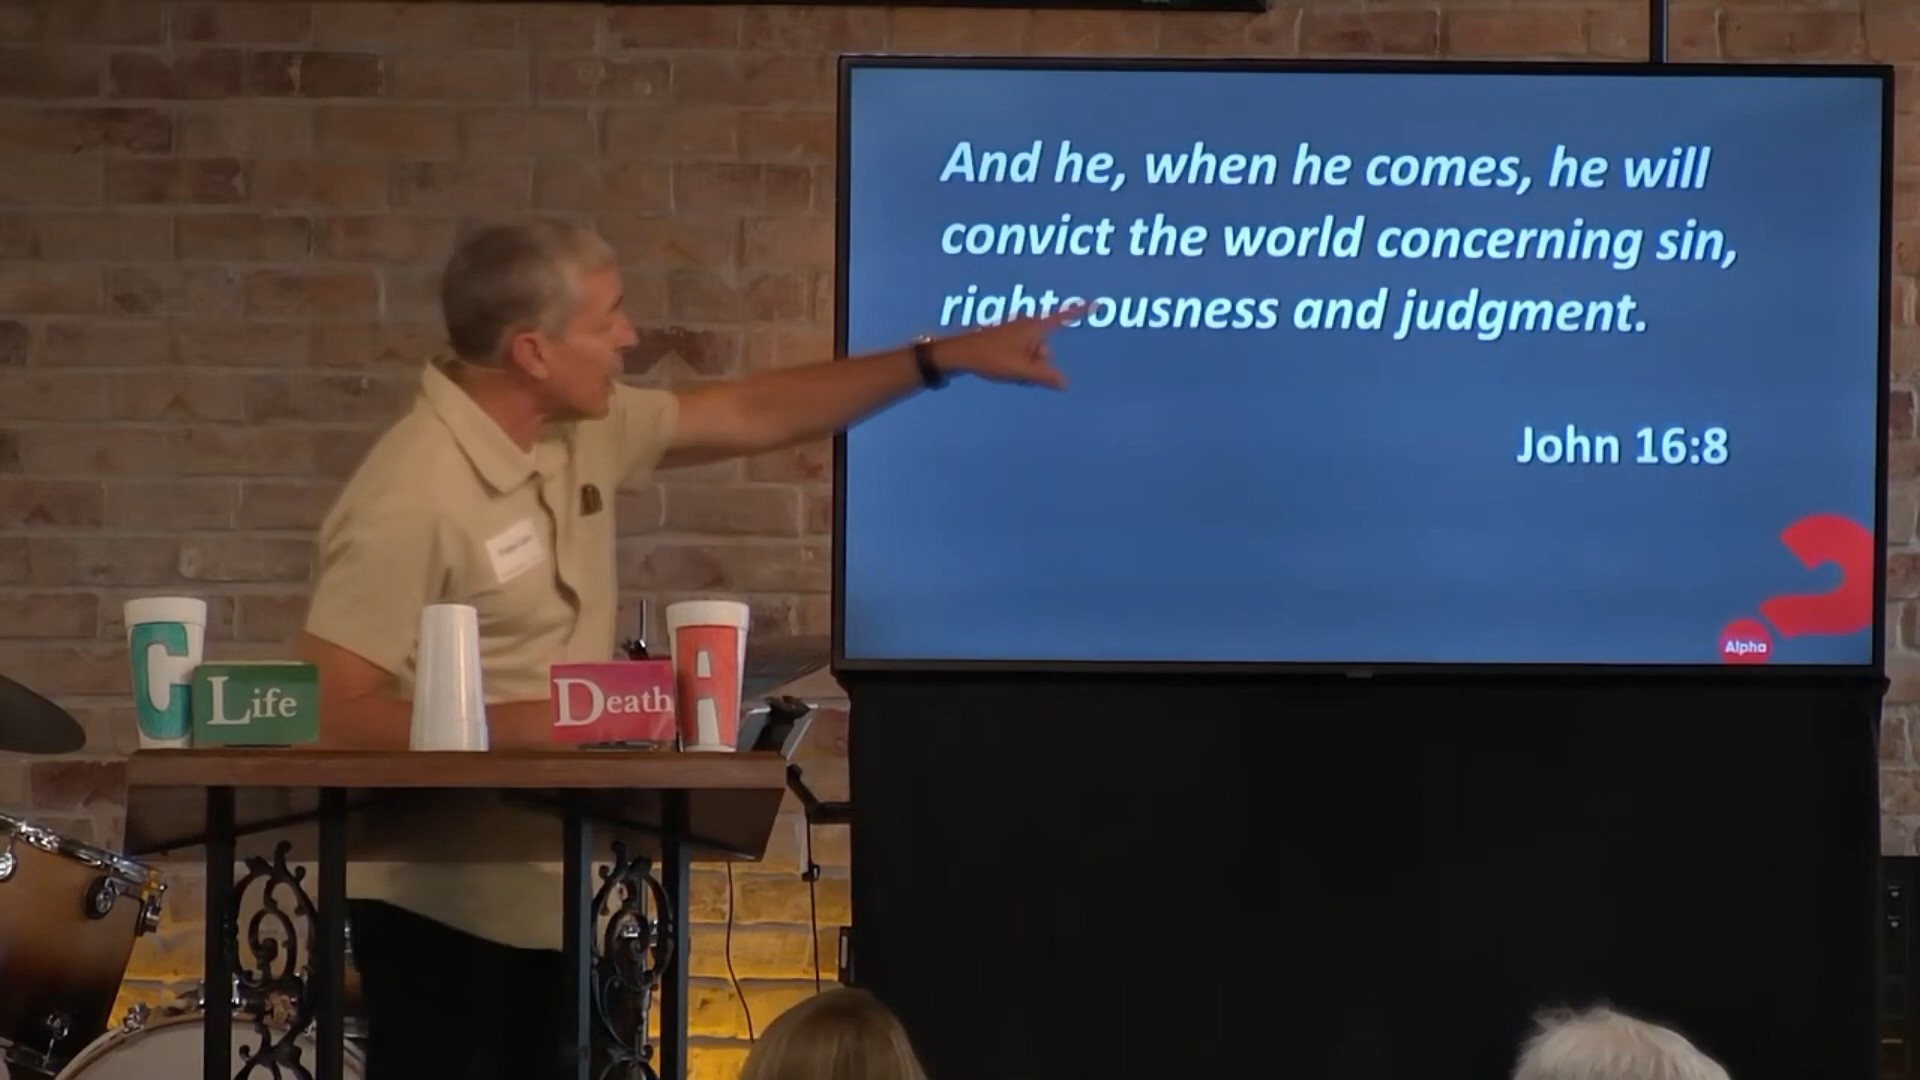 And he, when he comes, he will
convict the world concerning sin,
righteousness and judgment.
John 16:8
Alpha
C
Life
Death
A